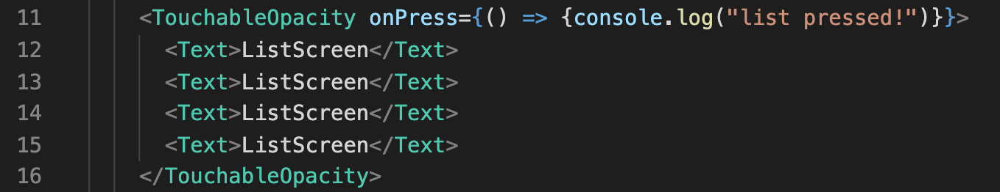 11 <TouchableOpacity onPress={() => {console.log("list pressed!")}}>
12 <Text>ListScreen</Text>
13 <Text>ListScreen</Text>
14 <Text>ListScreen</Text>
15 <Text>ListScreen</Text>
16 </TouchableOpacity>